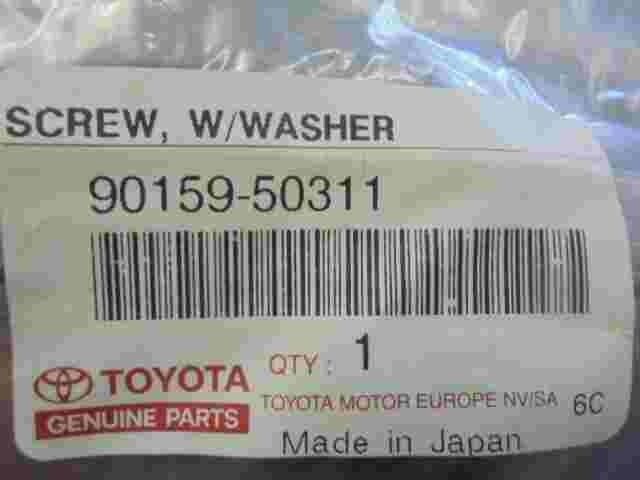 SCREW, W/WASHER
90159-50311
QTY: 1
TOYOTA
GENUINE PARTS
TOYOTA MOTOR EUROPE NV/SA 6C
Made in Japan